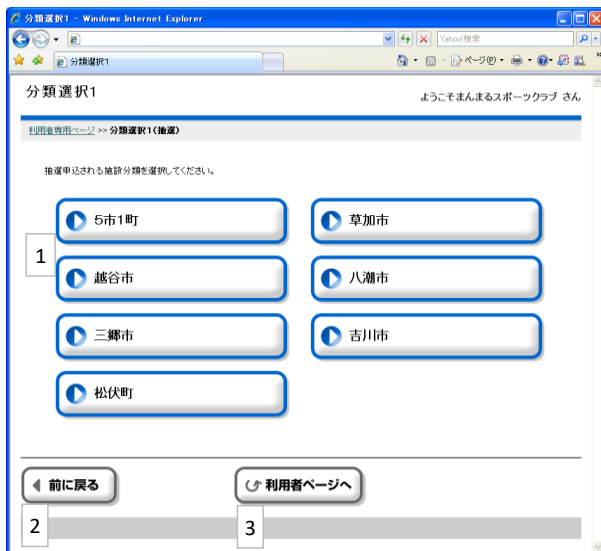 分類選択1 - Windows Internet Explorer
Yahoo!検索
分類選択1
ページ(P)
分類選択1
ようこそまんまるスポーツクラブ さん
利用者専用ページ >> 分類選択1(抽選)
抽選申込される施設分類を選択してください。
5市1町
草加市
1
越谷市
八潮市
三郷市
吉川市
松伏町
前に戻る
利用者ページへ
2
3